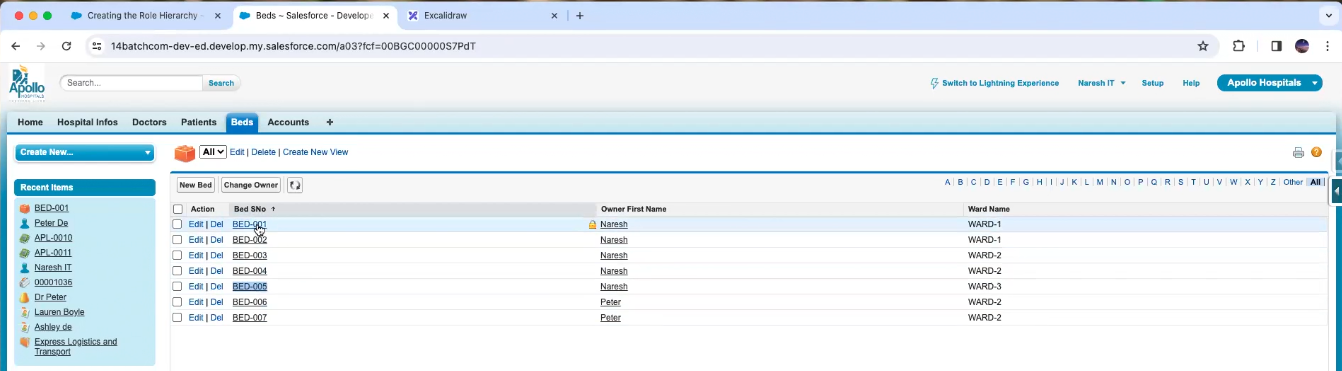 Creating the Role Hierarchy -
Beds ~ Salesforce - Develope
Excalidraw
14batchcom-dev-ed.develop.my.salesforce.com/a03?fcf=00BGC00000S7PdT
Apollo
HOSPITALS
Search...
Search
Switch to Lightning Experience
Naresh IT
Setup
Help
Apollo Hospitals
Home Hospital Infos Doctors Patients Beds Accounts +
Create New...
All Edit | Delete | Create New View
Recent Items
BED-001
Peter De
APL-0010
APL-0011
Naresh IT
00001036
Dr Peter
Lauren Boyle
Ashley de
Express Logistics and
Transport
New Bed Change Owner
A | B | C | D | E | F | G | H | I | J | K | L | M | N | O | P | Q | R | S | T | U | V | W | X | Y | Z | Other | All
Action Bed SNo Owner First Name Ward Name
Edit | Del BED-001 Naresh WARD-1
Edit | Del BED-002 Naresh WARD-1
Edit | Del BED-003 Naresh WARD-2
Edit | Del BED-004 Naresh WARD-2
Edit | Del BED-005 Naresh WARD-3
Edit | Del BED-006 Peter WARD-2
Edit | Del BED-007 Peter WARD-2